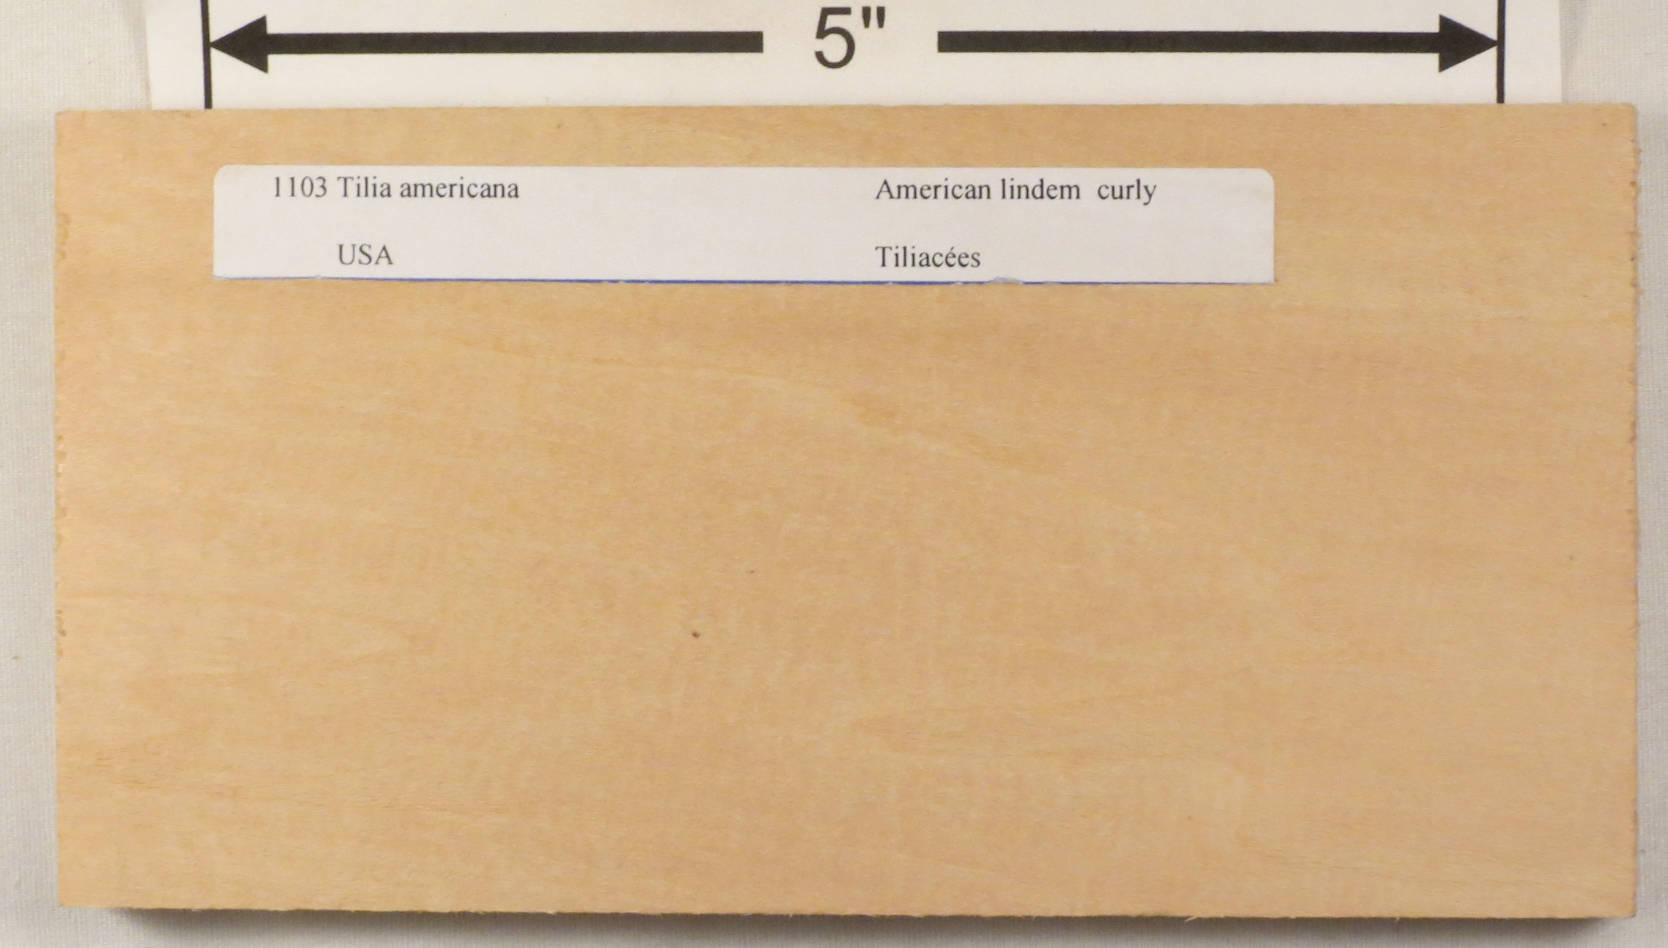 5"
1103 Tilia americana American lindem curly
USA Tiliacées